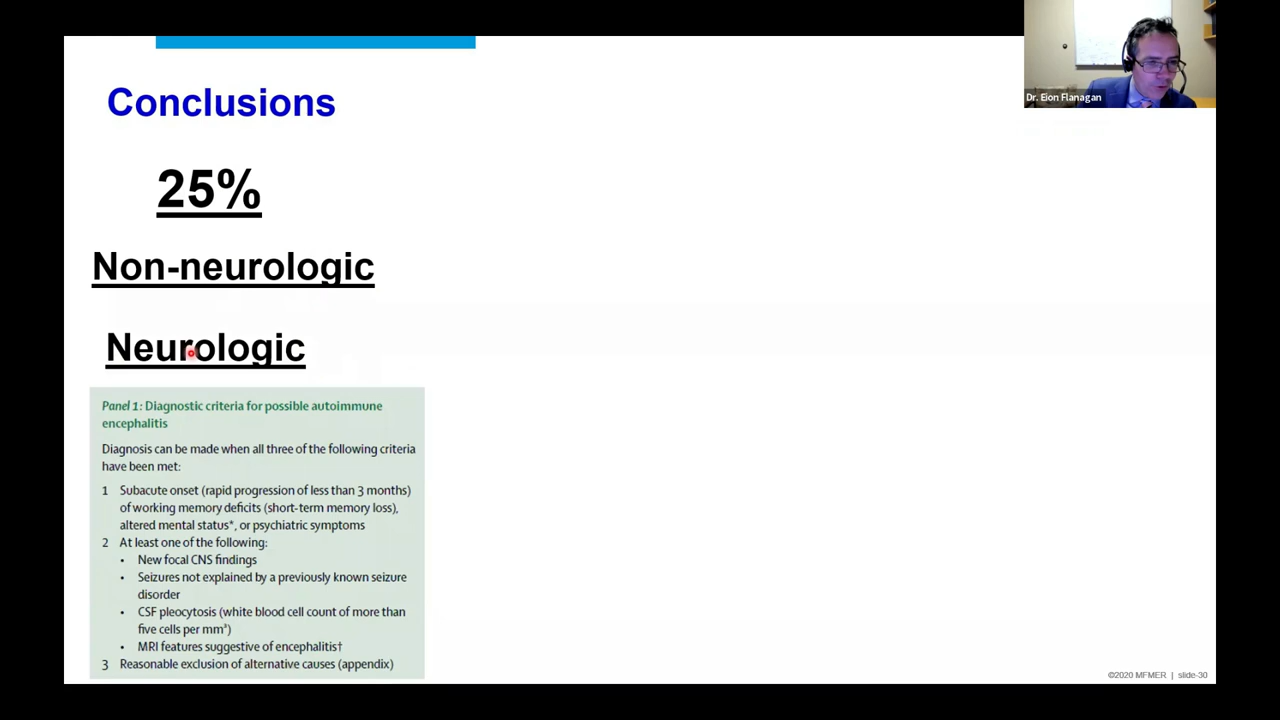 Dr. Eion Flanagan
Conclusions
25%
Non-neurologic
Neurologic
Panel 1: Diagnostic criteria for possible autoimmune
encephalitis
Diagnosis can be made when all three of the following criteria
have been met:
1 Subacute onset (rapid progression of less than 3 months)
of working memory deficits (short-term memory loss),
altered mental status*, or psychiatric symptoms
2 At least one of the following:
• New focal CNS findings
• Seizures not explained by a previously known seizure
disorder
• CSF pleocytosis (white blood cell count of more than
five cells per mm³)
• MRI features suggestive of encephalitis†
3 Reasonable exclusion of alternative causes (appendix)
©2020 MFMER | slide-30